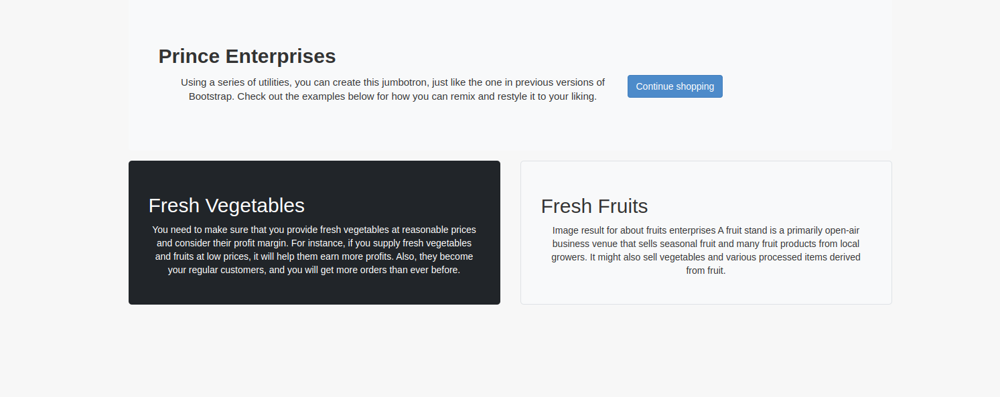 Prince Enterprises
Using a series of utilities, you can create this jumbotron, just like the one in previous versions of
Bootstrap. Check out the examples below for how you can remix and restyle it to your liking.
Continue shopping
Fresh Vegetables
You need to make sure that you provide fresh vegetables at reasonable prices
and consider their profit margin. For instance, if you supply fresh vegetables
and fruits at low prices, it will help them earn more profits. Also, they become
your regular customers, and you will get more orders than ever before.
Fresh Fruits
Image result for about fruits enterprises A fruit stand is a primarily open-air
business venue that sells seasonal fruit and many fruit products from local
growers. It might also sell vegetables and various processed items derived
from fruit.